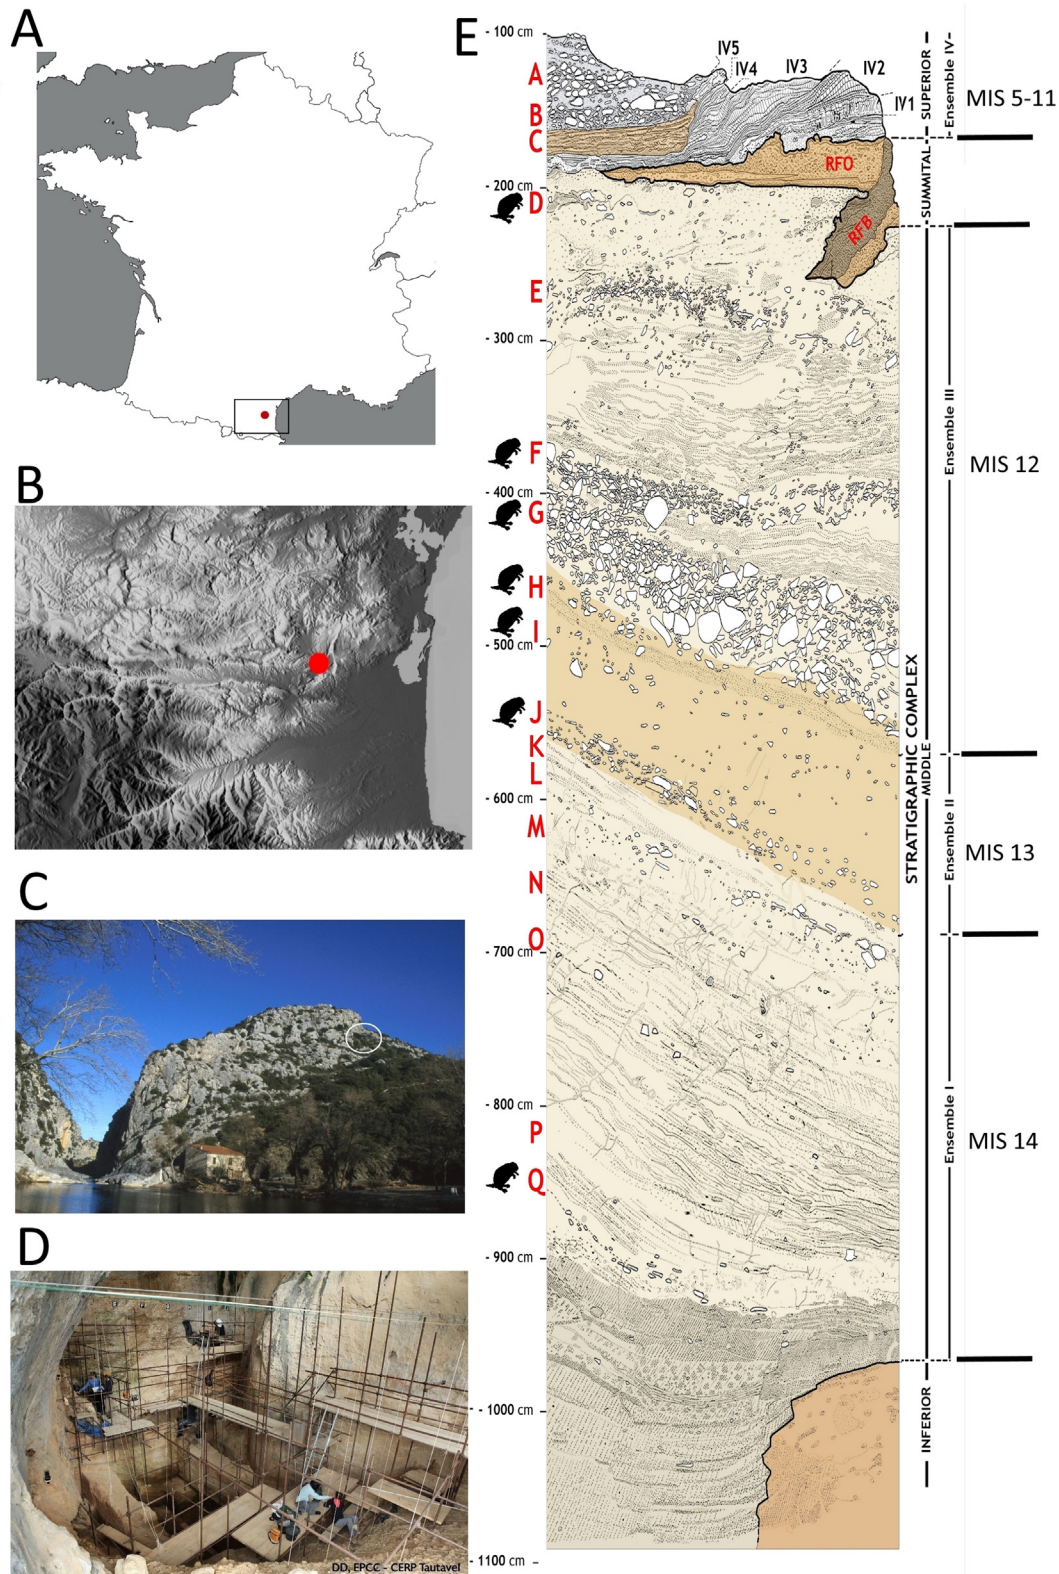 A
B
C
D
DD, EPCC - CERP Tautavel
E
- 100 cm
- 200 cm
- 300 cm
- 400 cm
- 500 cm
- 600 cm
- 700 cm
- 800 cm
- 900 cm
- 1000 cm
- 1100 cm
A
B
C
D
E
F
G
H
I
J
K
L
M
N
O
P
Q
IV5
IV4
IV3
IV2
IV1
RFO
RFB
STRATIGRAPHIC COMPLEX
SUPERIOR
SUMMITAL
MIDDLE
INFERIOR
Ensemble IV
Ensemble III
Ensemble II
Ensemble I
MIS 5-11
MIS 12
MIS 13
MIS 14